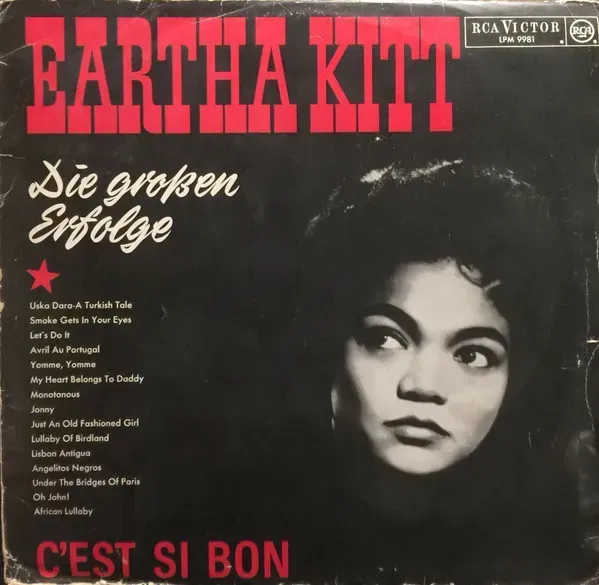 EARTHA KITT
RCA VICTOR
LPM 9981
RCA
Die großen
Erfolge
Uska Dara-A Turkish Tale
Smoke Gets In Your Eyes
Let's Do It
Avril Au Portugal
Yomme, Yomme
My Heart Belongs To Daddy
Monotonous
Jonny
Just An Old Fashioned Girl
Lullaby Of Birdland
Lisbon Antigua
Angelitos Negros
Under The Bridges Of Paris
Oh John!
African Lullaby
C'EST SI BON